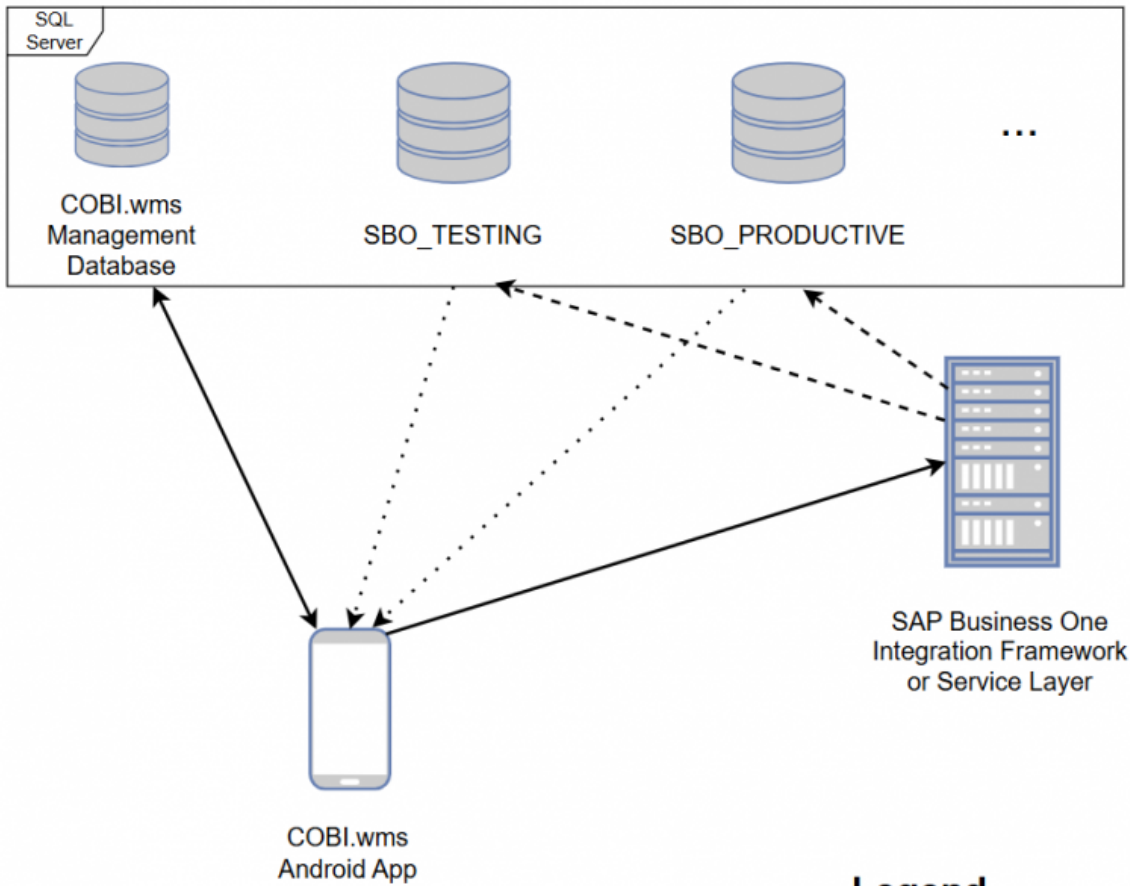 SQL
Server
COBI.wms
Management
Database
SBO_TESTING
SBO_PRODUCTIVE
...
SAP Business One
Integration Framework
or Service Layer
COBI.wms
Android App
Legend